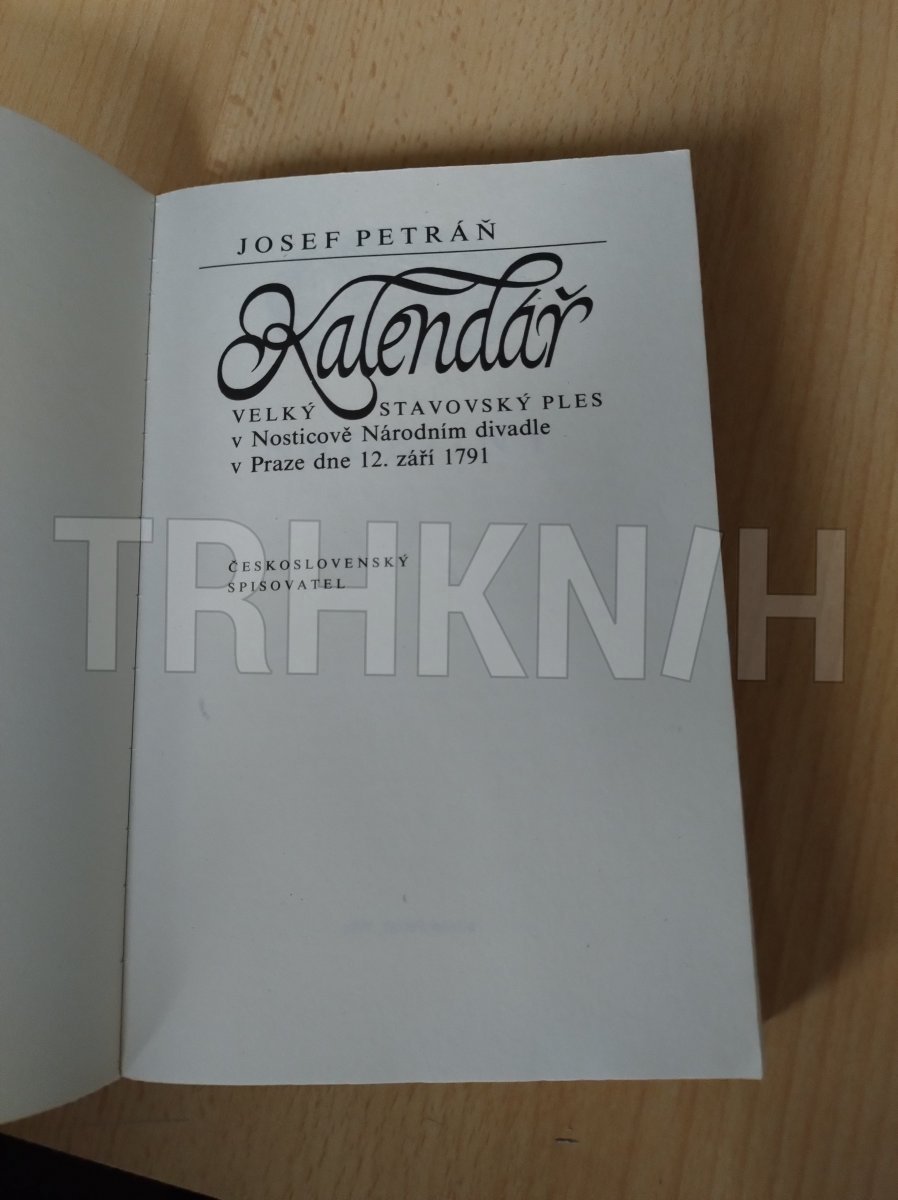 JOSEF PETRÁŇ
Kalendář
VELKÝ STAVOVSKÝ PLES
v Nosticově Národním divadle
v Praze dne 12. září 1791
ČESKOSLOVENSKÝ
SPISOVATEL
TRHKNIH